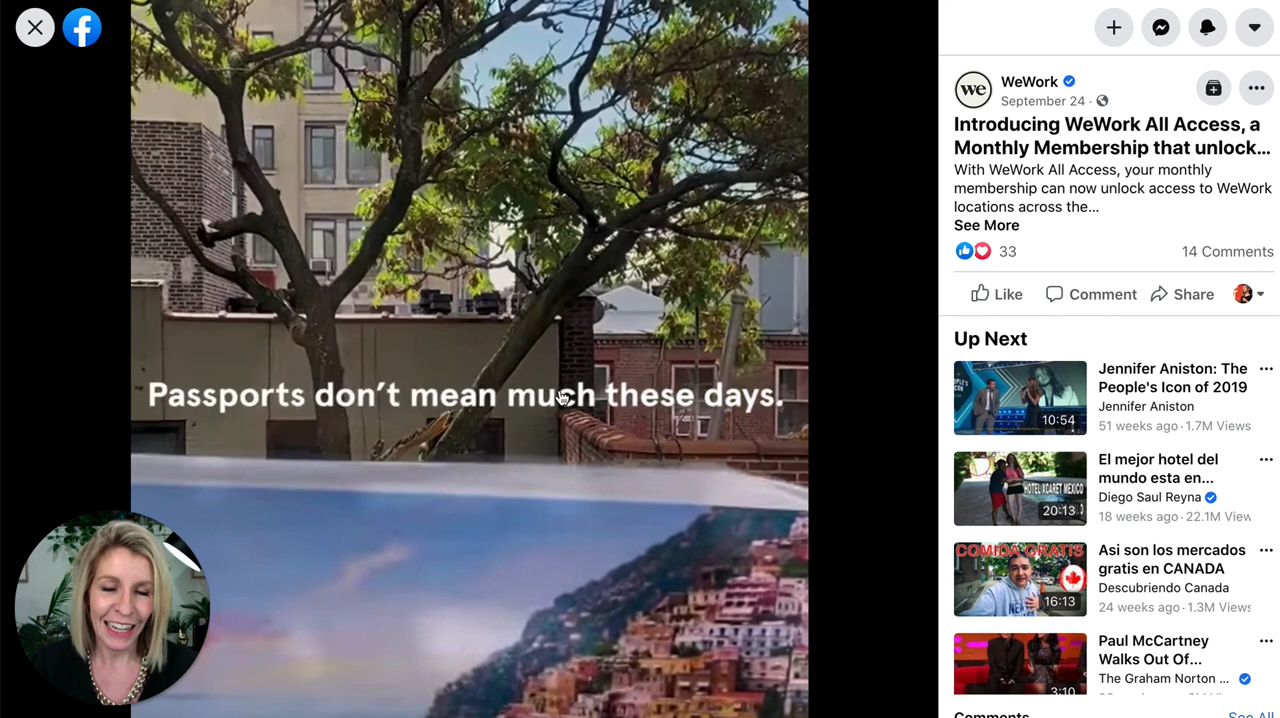 Passports don't mean much these days.
we
WeWork
September 24 ·
Introducing WeWork All Access, a
Monthly Membership that unlock...
With WeWork All Access, your monthly
membership can now unlock access to WeWork
locations across the...
See More
33
14 Comments
Like
Comment
Share
Up Next
10:54
Jennifer Aniston: The
People's Icon of 2019
Jennifer Aniston
51 weeks ago · 1.7M Views
HOTEL XCARET MEXICO
20:13
El mejor hotel del
mundo esta en...
Diego Saul Reyna
18 weeks ago · 22.1M View
COMIDA GRATIS
16:13
Asi son los mercados
gratis en CANADA
Descubriendo Canada
24 weeks ago · 1.3M Views
3:10
Paul McCartney
Walks Out Of...
The Graham Norton ...
Comments
See All